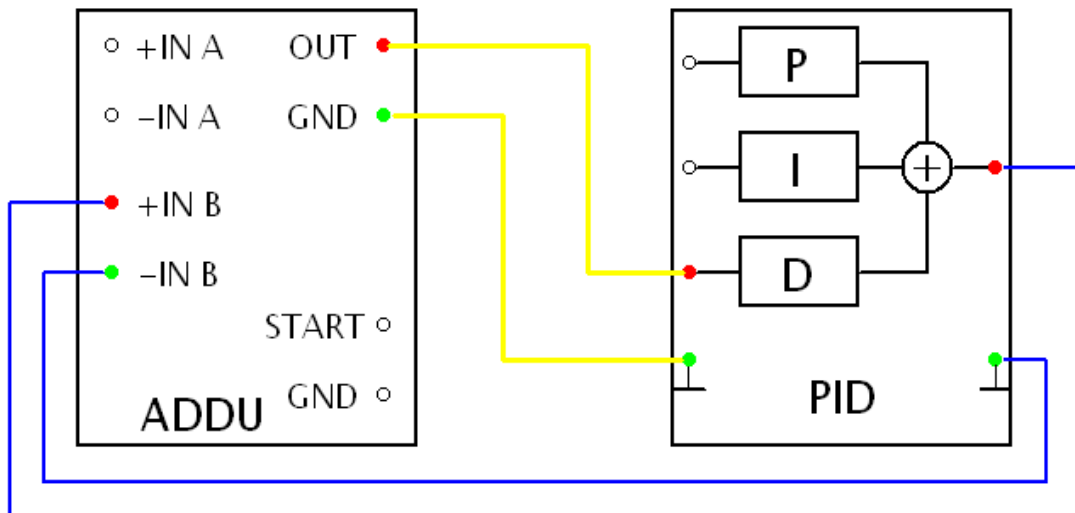 +IN A
OUT
−IN A
GND
+IN B
−IN B
START
GND
ADDU
P
I
+
D
PID